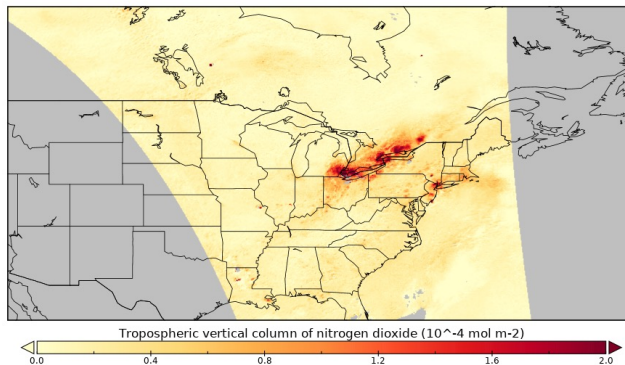 Tropospheric vertical column of nitrogen dioxide (10^-4 mol m-2)
0.0 0.4 0.8 1.2 1.6 2.0